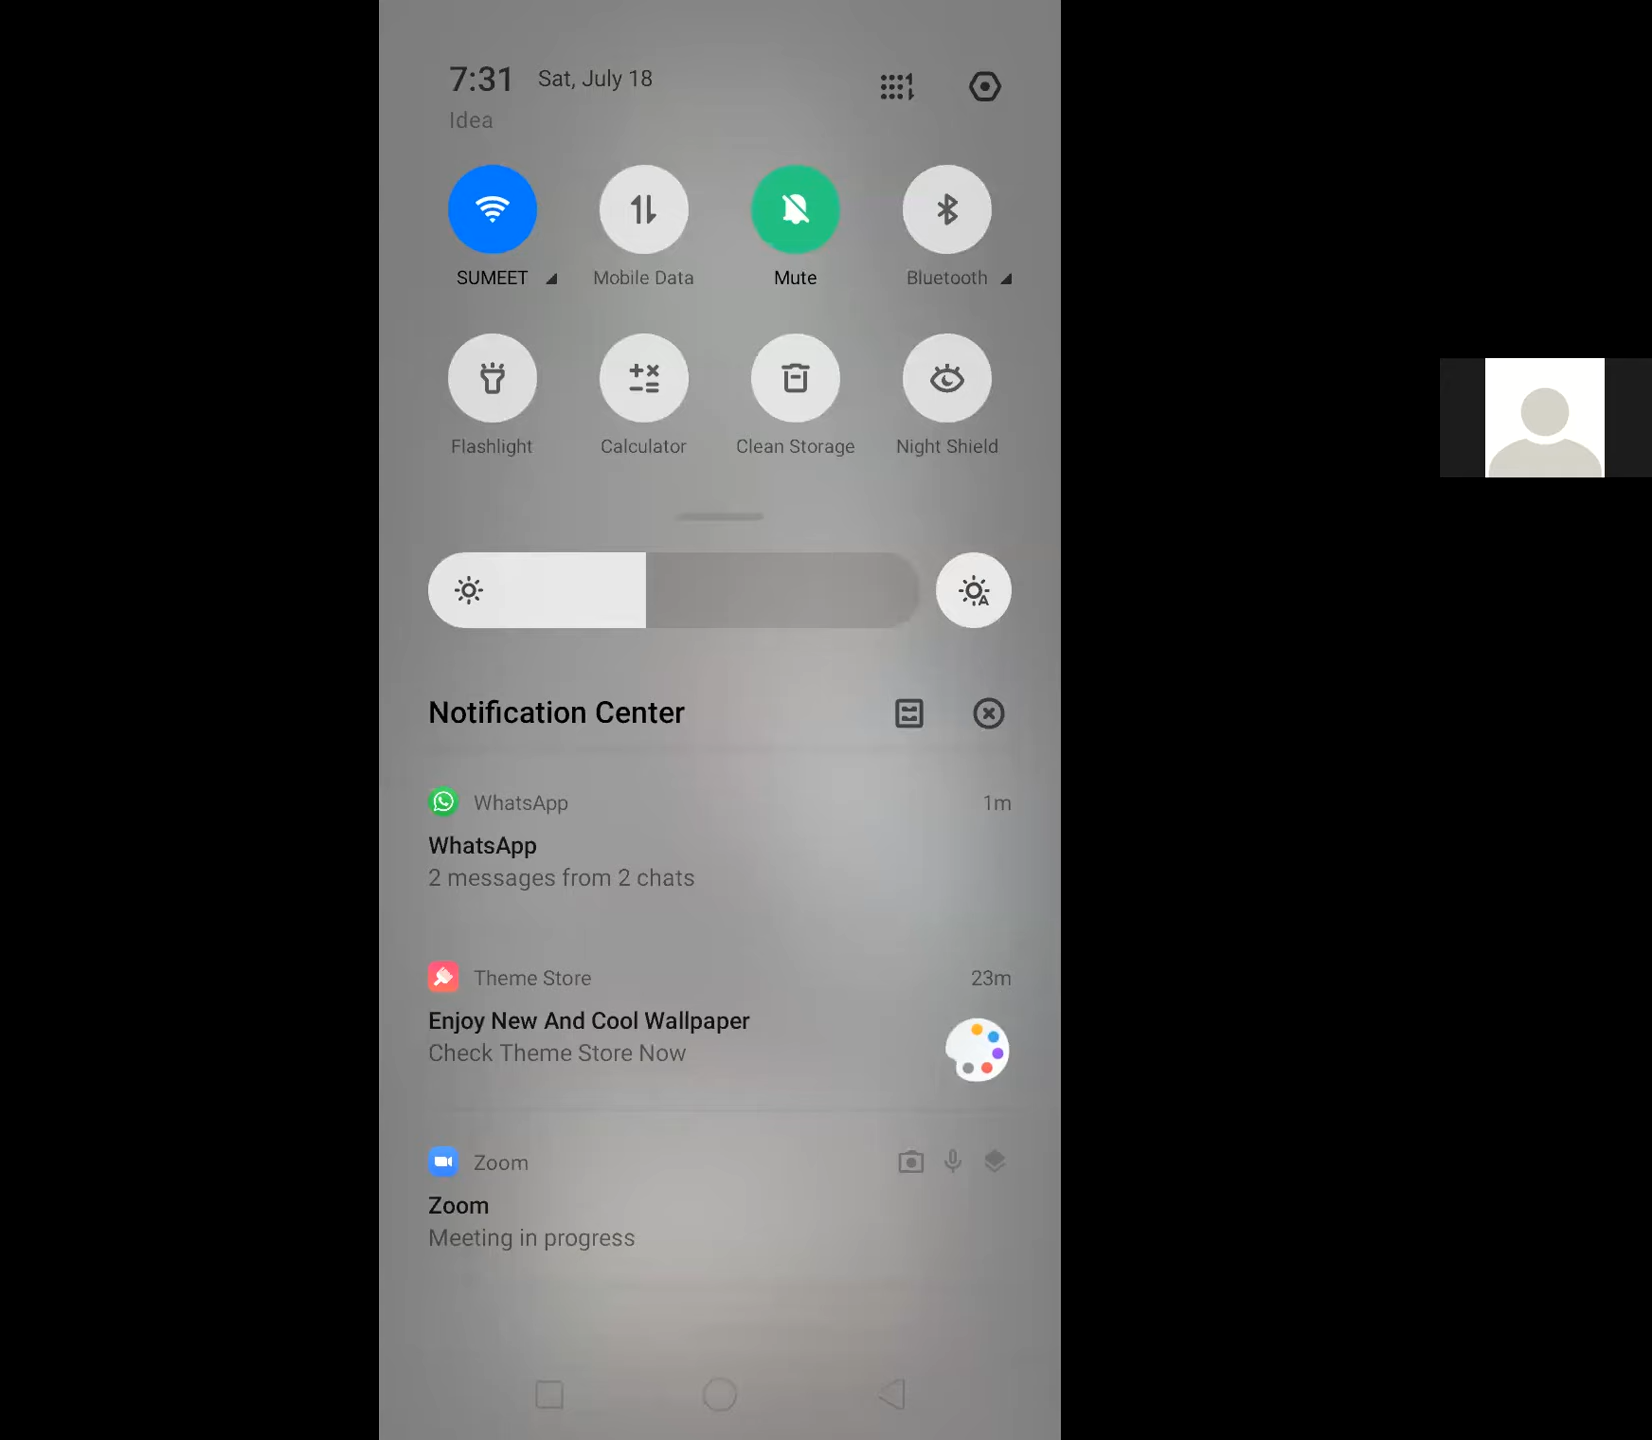 7:31 Sat, July 18
Idea
SUMEET Mobile Data Mute Bluetooth
Flashlight Calculator Clean Storage Night Shield
Notification Center
WhatsApp 1m
WhatsApp
2 messages from 2 chats
Theme Store 23m
Enjoy New And Cool Wallpaper
Check Theme Store Now
Zoom
Zoom
Meeting in progress